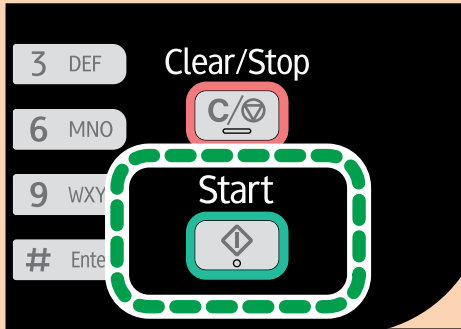 3 DEF
Clear/Stop
C/
6 MNO
9 WXY
Start
# Ente